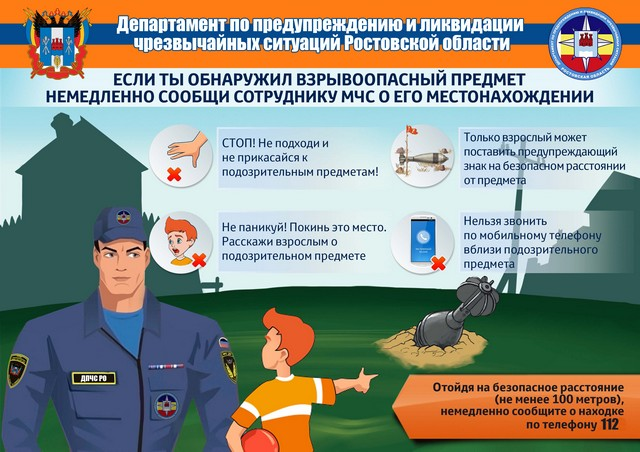 Департамент по предупреждению и ликвидации
чрезвычайных ситуаций Ростовской области
ЕСЛИ ТЫ ОБНАРУЖИЛ ВЗРЫВООПАСНЫЙ ПРЕДМЕТ
НЕМЕДЛЕННО СООБЩИ СОТРУДНИКУ МЧС О ЕГО МЕСТОНАХОЖДЕНИИ
СТОП! Не подходи и
не прикасайся к
подозрительным предметам!
Только взрослый может
поставить предупреждающий
знак на безопасном расстоянии
от предмета
Не паникуй! Покинь это место.
Расскажи взрослым о
подозрительном предмете
Нельзя звонить
по мобильному телефону
вблизи подозрительного
предмета
ДПЧС РО
Отойдя на безопасное расстояние
(не менее 100 метров),
немедленно сообщите о находке
по телефону 112